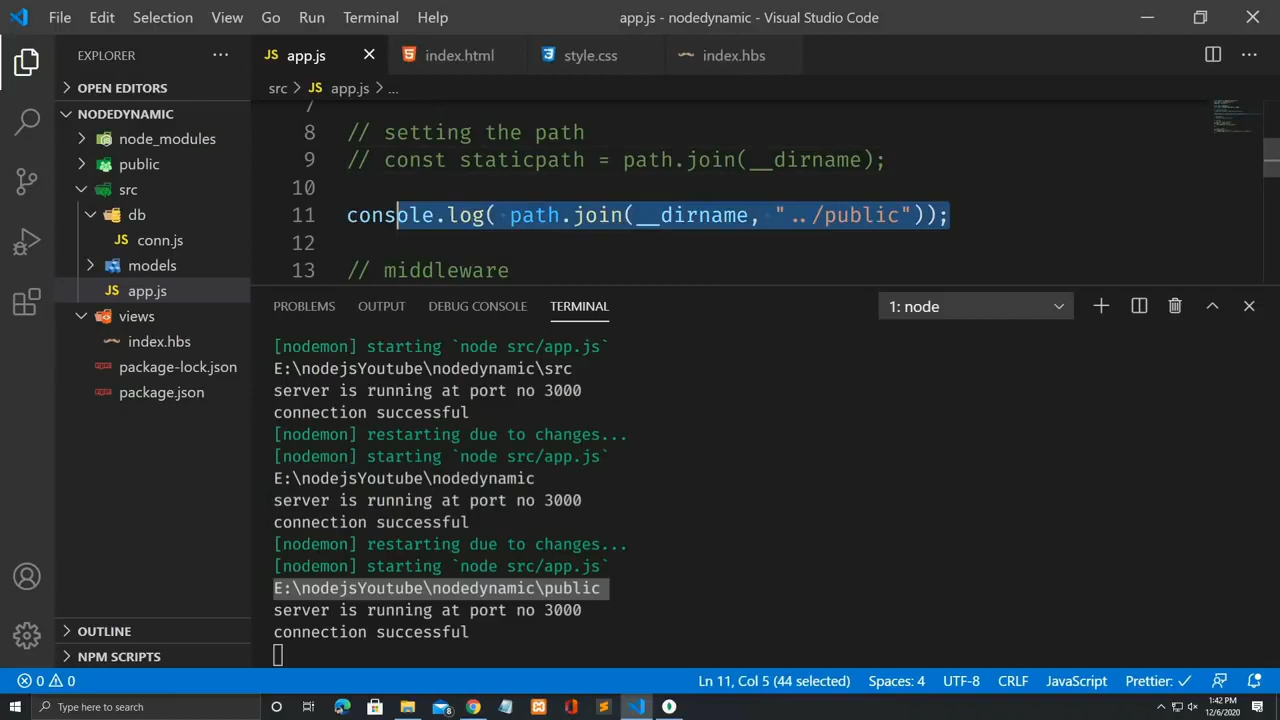 File Edit Selection View Go Run Terminal Help
app.js - nodedynamic - Visual Studio Code
EXPLORER
JS app.js
index.html
style.css
index.hbs
OPEN EDITORS
src > JS app.js > ...
NODEDYNAMIC
node_modules
public
src
db
JS conn.js
models
JS app.js
views
index.hbs
package-lock.json
package.json
OUTLINE
NPM SCRIPTS
7
8 // setting the path
9 // const staticpath = path.join(__dirname);
10
11 console.log( path.join(__dirname, "../public"));
12
13 // middleware
PROBLEMS OUTPUT DEBUG CONSOLE TERMINAL
1: node
[nodemon] starting `node src/app.js`
E:\nodejsYoutube\nodedynamic\src
server is running at port no 3000
connection successful
[nodemon] restarting due to changes...
[nodemon] starting `node src/app.js`
E:\nodejsYoutube\nodedynamic
server is running at port no 3000
connection successful
[nodemon] restarting due to changes...
[nodemon] starting `node src/app.js`
E:\nodejsYoutube\nodedynamic\public
server is running at port no 3000
connection successful
0 0
Ln 11, Col 5 (44 selected) Spaces: 4 UTF-8 CRLF JavaScript Prettier: ✓
Type here to search
1:42 PM
12/6/2020